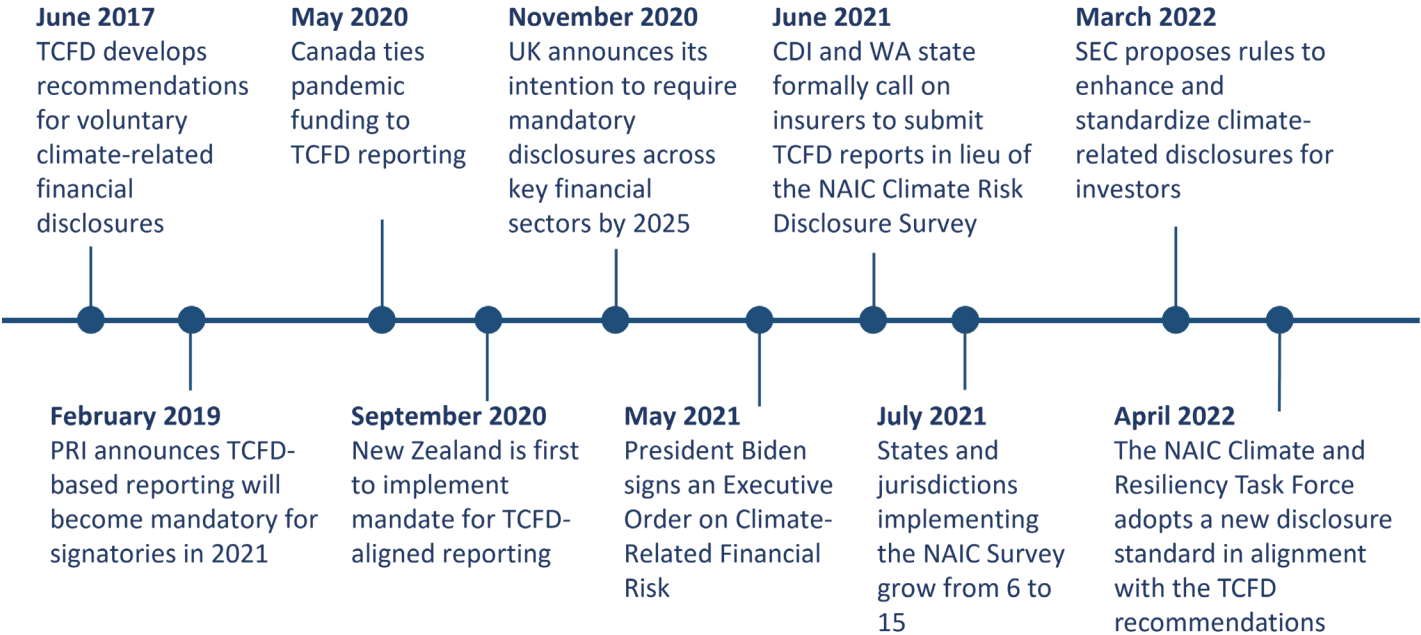 June 2017
TCFD develops
recommendations
for voluntary
climate-related
financial
disclosures
May 2020
Canada ties
pandemic
funding to
TCFD reporting
November 2020
UK announces its
intention to require
mandatory
disclosures across
key financial
sectors by 2025
June 2021
CDI and WA state
formally call on
insurers to submit
TCFD reports in lieu of
the NAIC Climate Risk
Disclosure Survey
March 2022
SEC proposes rules to
enhance and
standardize climate-
related disclosures for
investors
February 2019
PRI announces TCFD-
based reporting will
become mandatory for
signatories in 2021
September 2020
New Zealand is first
to implement
mandate for TCFD-
aligned reporting
May 2021
President Biden
signs an Executive
Order on Climate-
Related Financial
Risk
July 2021
States and
jurisdictions
implementing
the NAIC Survey
grow from 6 to
15
April 2022
The NAIC Climate and
Resiliency Task Force
adopts a new disclosure
standard in alignment
with the TCFD
recommendations